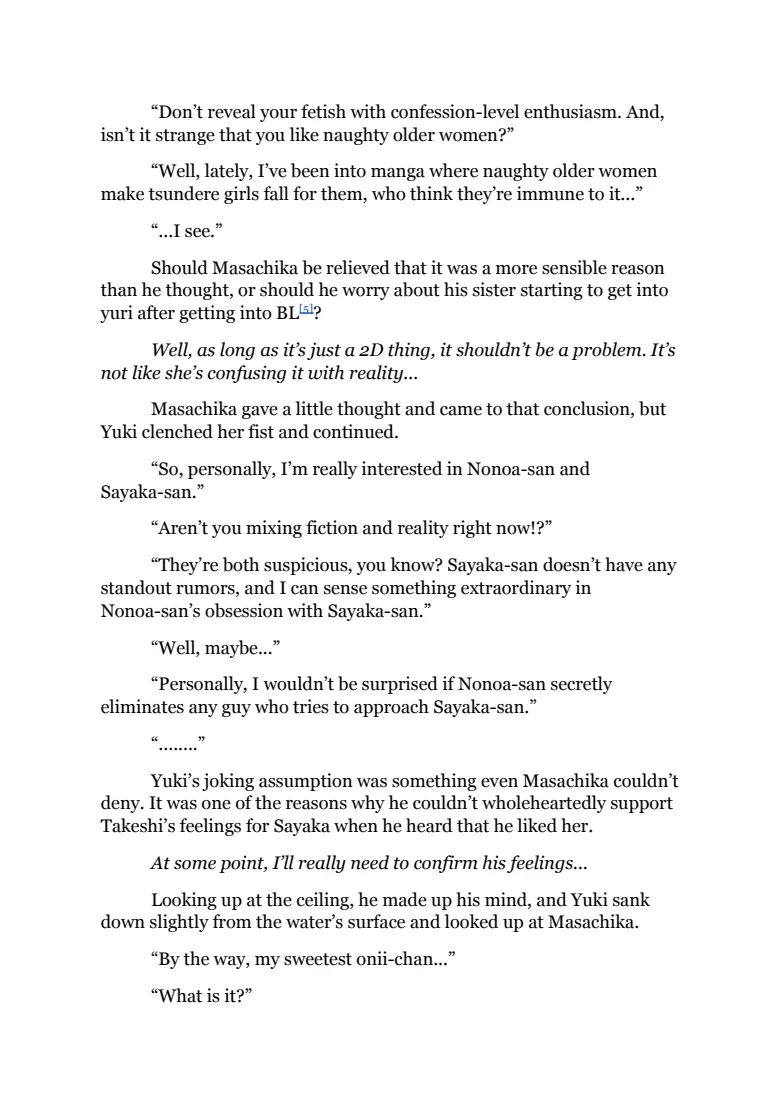 “Don’t reveal your fetish with confession-level enthusiasm. And,
isn’t it strange that you like naughty older women?”
“Well, lately, I’ve been into manga where naughty older women
make tsundere girls fall for them, who think they’re immune to it...”
“...I see.”
Should Masachika be relieved that it was a more sensible reason
than he thought, or should he worry about his sister starting to get into
yuri after getting into BL[5]?
Well, as long as it’s just a 2D thing, it shouldn’t be a problem. It’s
not like she’s confusing it with reality...
Masachika gave a little thought and came to that conclusion, but
Yuki clenched her fist and continued.
“So, personally, I’m really interested in Nonoa-san and
Sayaka-san.”
“Aren’t you mixing fiction and reality right now!?”
“They’re both suspicious, you know? Sayaka-san doesn’t have any
standout rumors, and I can sense something extraordinary in
Nonoa-san’s obsession with Sayaka-san.”
“Well, maybe...”
“Personally, I wouldn’t be surprised if Nonoa-san secretly
eliminates any guy who tries to approach Sayaka-san.”
“........”
Yuki’s joking assumption was something even Masachika couldn’t
deny. It was one of the reasons why he couldn’t wholeheartedly support
Takeshi’s feelings for Sayaka when he heard that he liked her.
At some point, I’ll really need to confirm his feelings...
Looking up at the ceiling, he made up his mind, and Yuki sank
down slightly from the water’s surface and looked up at Masachika.
“By the way, my sweetest onii-chan...”
“What is it?”